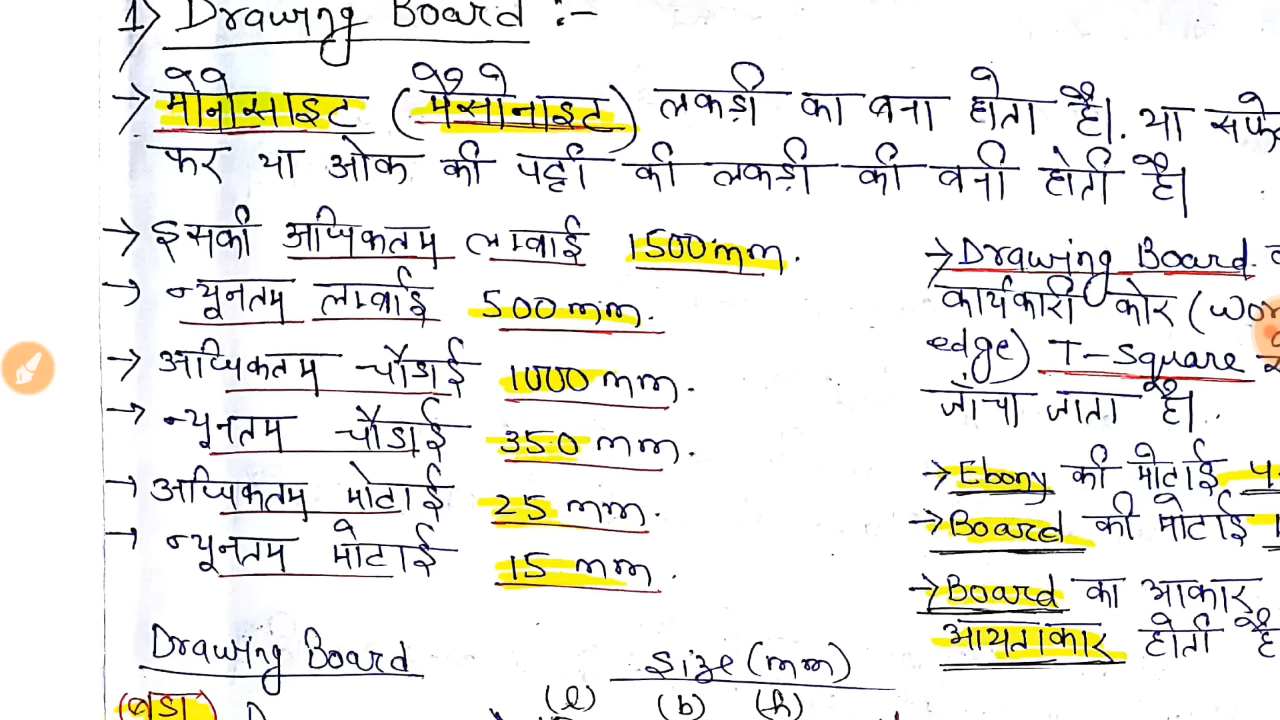 1) Drawing Board :-
→ मोनोसाइट (मैसोनाइट) लकड़ी का बना होता है। या
फर या ओक की पट्टी की लकड़ी की बनी होती है।
→ इसकी अधिकतम लम्बाई 1500mm.
→ न्यूनतम लम्बाई 500 mm.
→ अधिकतम चौड़ाई 1000 mm.
→ न्यूनतम चौडाई 350 mm.
→ अधिकतम मोटाई 25 mm.
→ न्यूनतम मोटाई 15 mm.
→ Drawing Board
कार्यकारी कोर
edge) T-Square
जाँचा जाता है।
→ Ebony की मोटाई
→ Board की मोटाई
→ Board का आकार
आयताकार होती है
Drawing Board Size (mm)
(l) (b) (h)
(बडा)